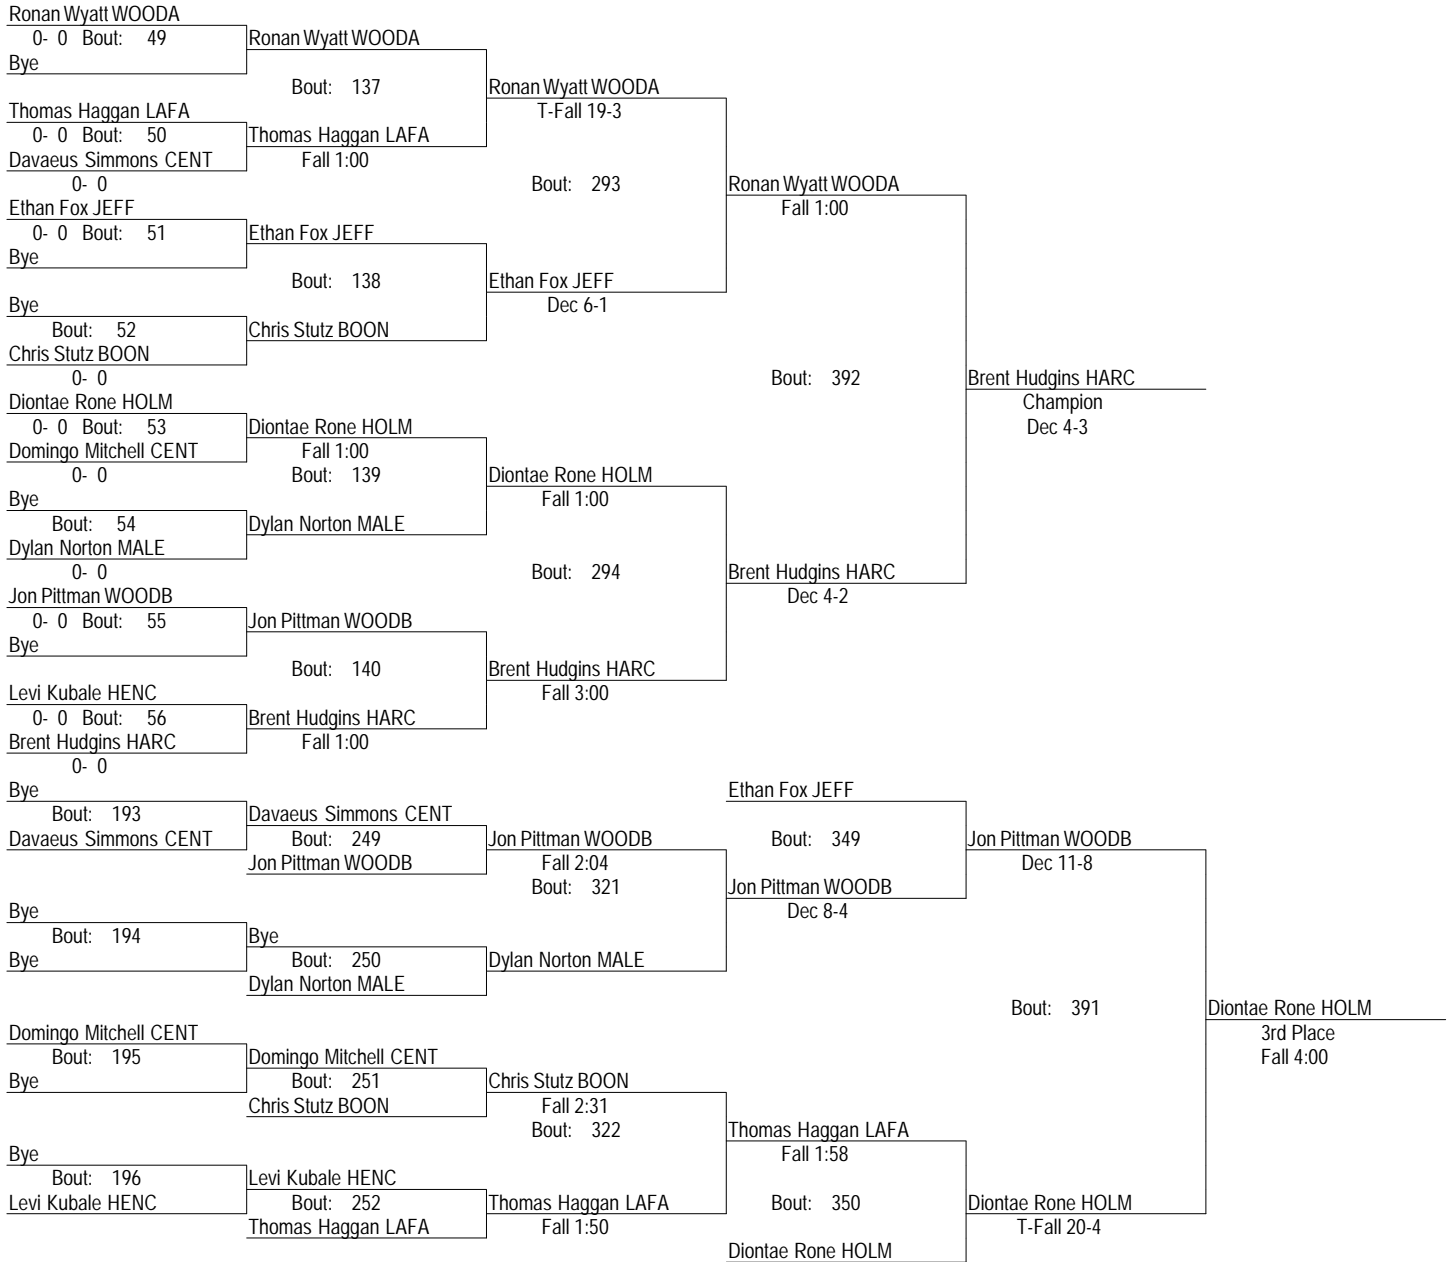 Ronan Wyatt WOODA
0- 0 Bout: 49
Ronan Wyatt WOODA
Bye
Bout: 137
Ronan Wyatt WOODA
Thomas Haggan LAFA
T-Fall 19-3
0- 0 Bout: 50
Thomas Haggan LAFA
Davaeus Simmons CENT
Fall 1:00
0- 0
Bout: 293
Ronan Wyatt WOODA
Ethan Fox JEFF
Fall 1:00
0- 0 Bout: 51
Ethan Fox JEFF
Bye
Bout: 138
Ethan Fox JEFF
Bye
Dec 6-1
Bout: 52
Chris Stutz BOON
Chris Stutz BOON
0- 0
Bout: 392
Brent Hudgins HARC
Diontae Rone HOLM
Champion
0- 0 Bout: 53
Diontae Rone HOLM
Dec 4-3
Domingo Mitchell CENT
Fall 1:00
0- 0
Bout: 139
Diontae Rone HOLM
Bye
Fall 1:00
Bout: 54
Dylan Norton MALE
Dylan Norton MALE
0- 0
Bout: 294
Brent Hudgins HARC
Jon Pittman WOODB
Dec 4-2
0- 0 Bout: 55
Jon Pittman WOODB
Bye
Bout: 140
Brent Hudgins HARC
Levi Kubale HENC
Fall 3:00
0- 0 Bout: 56
Brent Hudgins HARC
Brent Hudgins HARC
Fall 1:00
0- 0
Bye
Ethan Fox JEFF
Bout: 193
Davaeus Simmons CENT
Davaeus Simmons CENT
Bout: 249
Jon Pittman WOODB
Bout: 349
Jon Pittman WOODB
Jon Pittman WOODB
Fall 2:04
Dec 11-8
Bout: 321
Jon Pittman WOODB
Bye
Dec 8-4
Bout: 194
Bye
Bye
Bout: 250
Dylan Norton MALE
Dylan Norton MALE
Bout: 391
Diontae Rone HOLM
Domingo Mitchell CENT
3rd Place
Bout: 195
Domingo Mitchell CENT
Fall 4:00
Bye
Bout: 251
Chris Stutz BOON
Chris Stutz BOON
Fall 2:31
Bout: 322
Thomas Haggan LAFA
Bye
Fall 1:58
Bout: 196
Levi Kubale HENC
Levi Kubale HENC
Bout: 252
Thomas Haggan LAFA
Bout: 350
Diontae Rone HOLM
Thomas Haggan LAFA
Fall 1:50
T-Fall 20-4
Diontae Rone HOLM